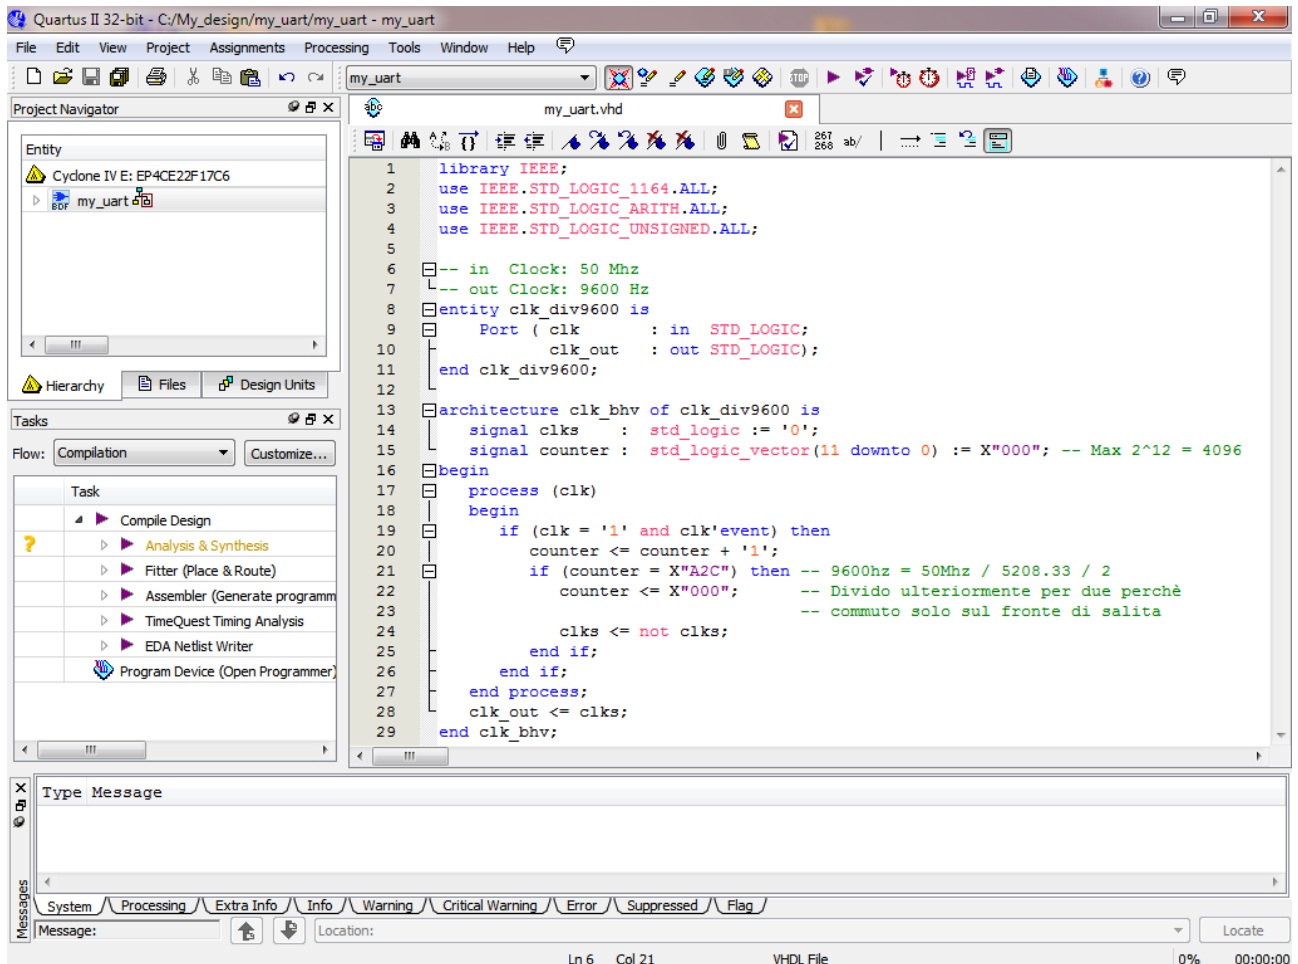 Quartus II 32-bit - C:/My_design/my_uart/my_uart - my_uart
File Edit View Project Assignments Processing Tools Window Help
my_uart
Project Navigator
my_uart.vhd
Entity
Cyclone IV E: EP4CE22F17C6
BDF my_uart
Hierarchy Files Design Units
Tasks
Flow: Compilation Customize...
Task
Compile Design
? Analysis & Synthesis
Fitter (Place & Route)
Assembler (Generate programm
TimeQuest Timing Analysis
EDA Netlist Writer
Program Device (Open Programmer)
abc
STOP
267
268 ab/
1 library IEEE;
2 use IEEE.STD_LOGIC_1164.ALL;
3 use IEEE.STD_LOGIC_ARITH.ALL;
4 use IEEE.STD_LOGIC_UNSIGNED.ALL;
5
6 -- in  Clock: 50 Mhz
7 -- out Clock: 9600 Hz
8 entity clk_div9600 is
9 Port ( clk : in STD_LOGIC;
10 clk_out : out STD_LOGIC);
11 end clk_div9600;
12
13 architecture clk_bhv of clk_div9600 is
14 signal clks : std_logic := '0';
15 signal counter : std_logic_vector(11 downto 0) := X"000"; -- Max 2^12 = 4096
16 begin
17 process (clk)
18 begin
19 if (clk = '1' and clk'event) then
20 counter <= counter + '1';
21 if (counter = X"A2C") then -- 9600hz = 50Mhz / 5208.33 / 2
22 counter <= X"000"; -- Divido ulteriormente per due perchè
23 -- commuto solo sul fronte di salita
24 clks <= not clks;
25 end if;
26 end if;
27 end process;
28 clk_out <= clks;
29 end clk_bhv;
Type Message
Messages
System Processing Extra Info Info Warning Critical Warning Error Suppressed Flag
Message: Location: Locate
Ln 6 Col 21 VHDL File 0% 00:00:00